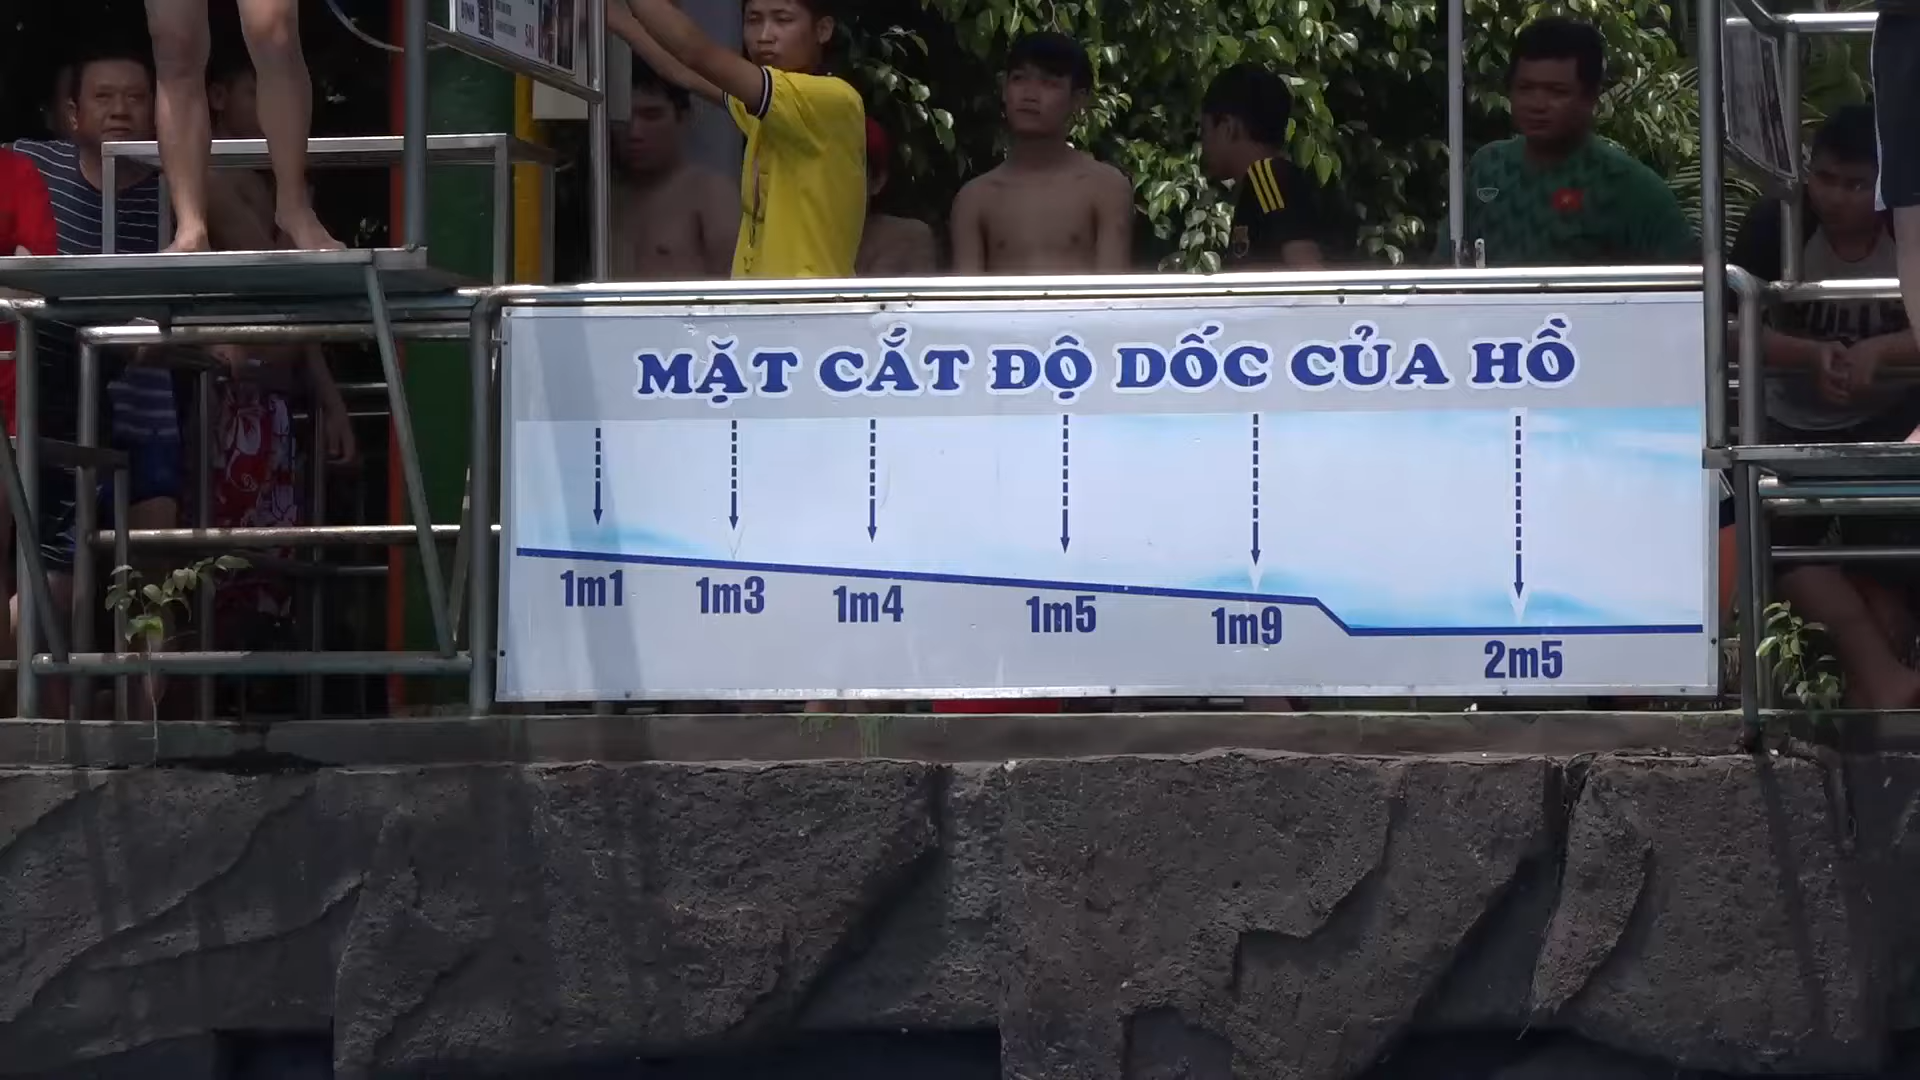 MẶT CẮT ĐỘ DỐC CỦA HỒ
1m1
1m3
1m4
1m5
1m9
2m5